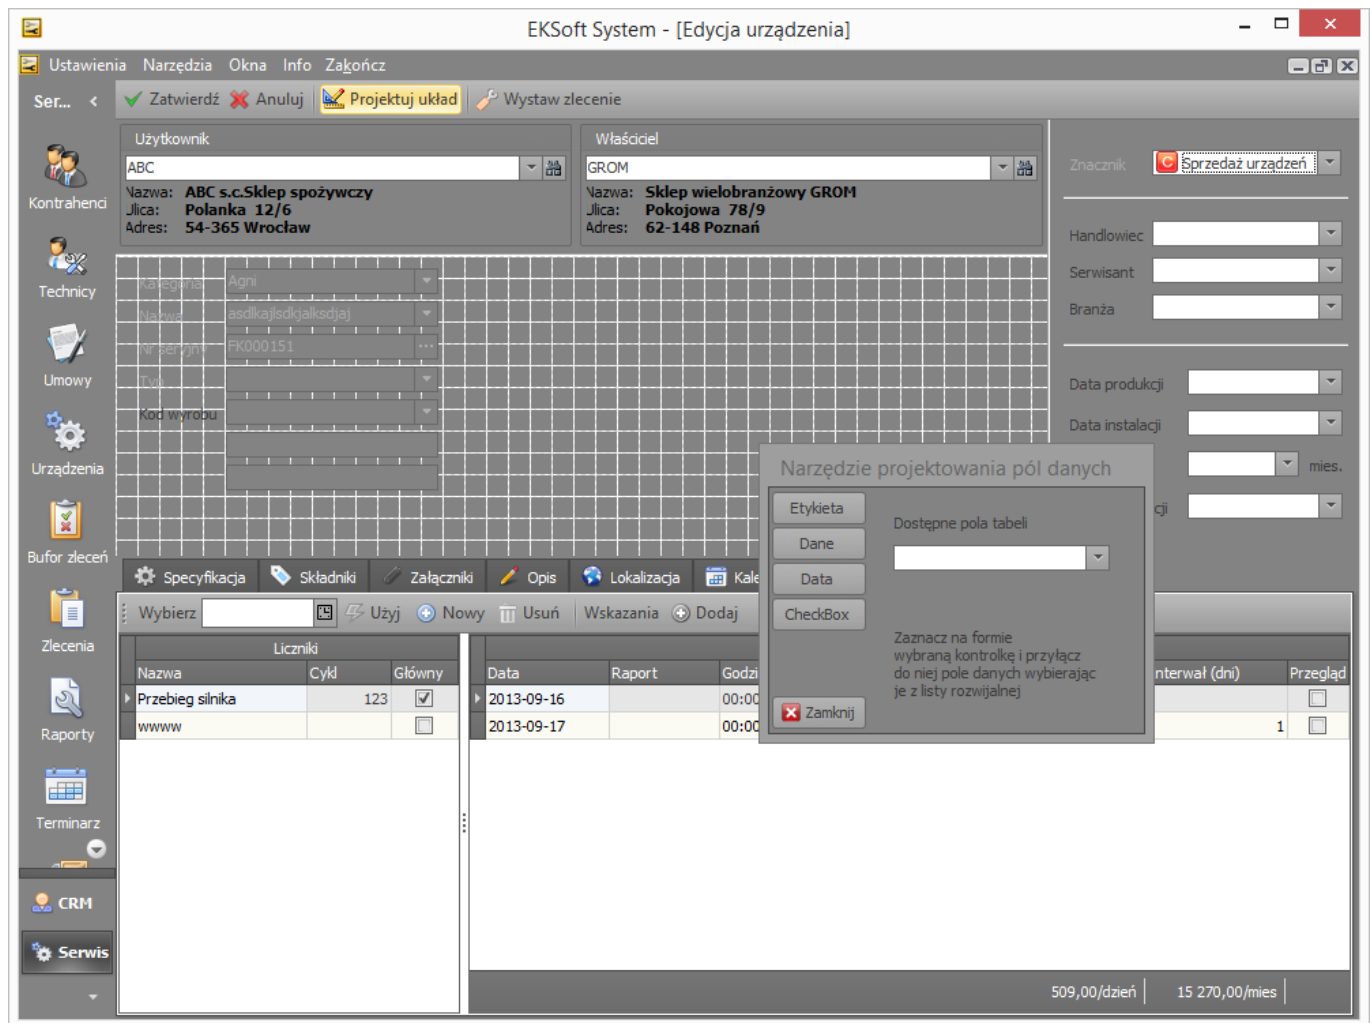 EKSoft System - [Edycja urządzenia]
Ustawienia Narzędzia Okna Info Zakończ
Ser... <
Zatwierdź Anuluj Projektuj układ Wystaw zlecenie
Kontrahenci
Technicy
Umowy
Urządzenia
Bufor zleceń
Zlecenia
Raporty
Terminarz
CRM
Serwis
Użytkownik
ABC
Nazwa: ABC s.c.Sklep spożywczy
Ulica: Polanka 12/6
Adres: 54-365 Wrocław
Właściciel
GROM
Nazwa: Sklep wielobranżowy GROM
Ulica: Pokojowa 78/9
Adres: 62-148 Poznań
Znacznik C Sprzedaż urządzeń
Handlowiec
Serwisant
Branża
Data produkcji
Data instalacji
mies.
cji
Kategoria Agni
Nazwa asdlkajlsdkjalksdjaj
Nr seryjny FK000151 ...
Typ
Kod wyrobu
Narzędzie projektowania pól danych
Etykieta
Dane
Data
CheckBox
Zamknij
Dostępne pola tabeli
Zaznacz na formie
wybraną kontrolkę i przyłącz
do niej pole danych wybierając
je z listy rozwijalnej
Specyfikacja Składniki Załączniki Opis Lokalizacja Kale
Wybierz Użyj Nowy Usuń Wskazania Dodaj
Liczniki
Nazwa Cykl Główny
Przebieg silnika 123
wwww
Data Raport Godzi nterwał (dni) Przegląd
2013-09-16 00:00
2013-09-17 00:00 1
509,00/dzień 15 270,00/mies